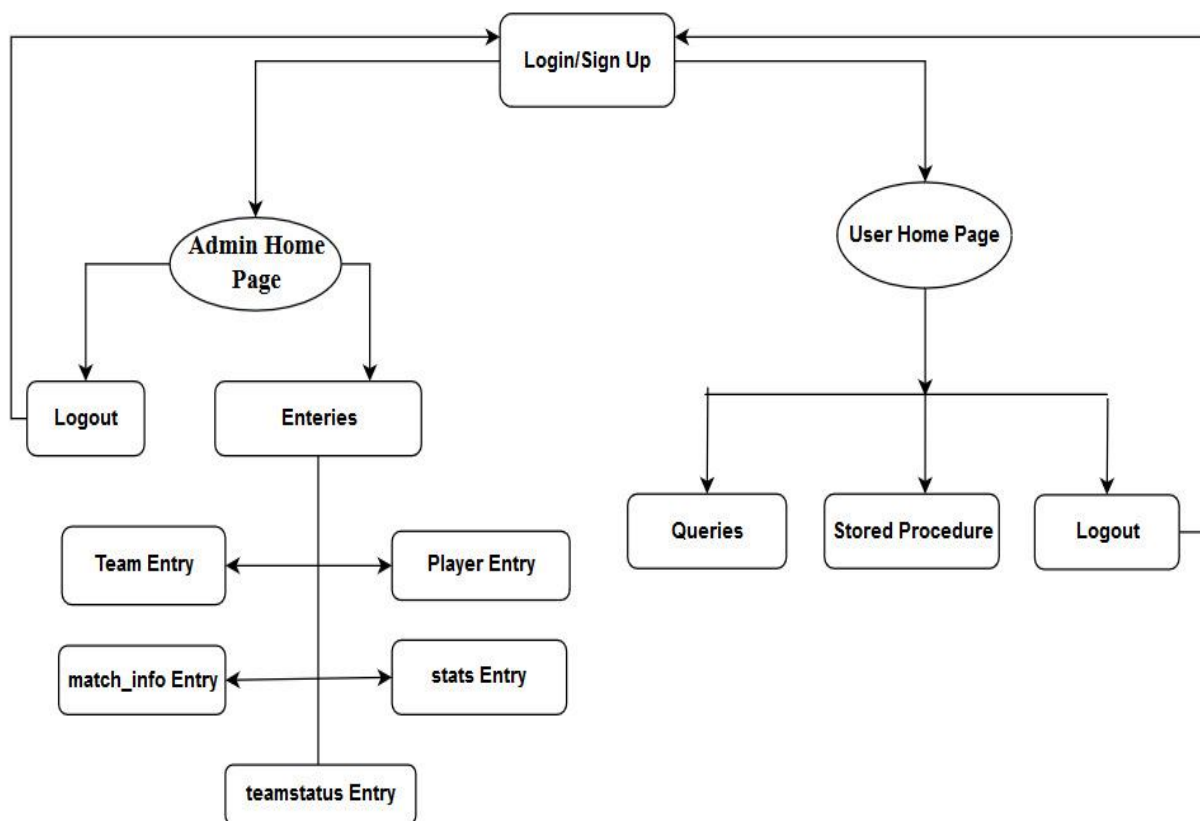 Login/Sign Up
Admin Home
Page
User Home Page
Logout
Enteries
Queries
Stored Procedure
Logout
Team Entry
Player Entry
match_info Entry
stats Entry
teamstatus Entry